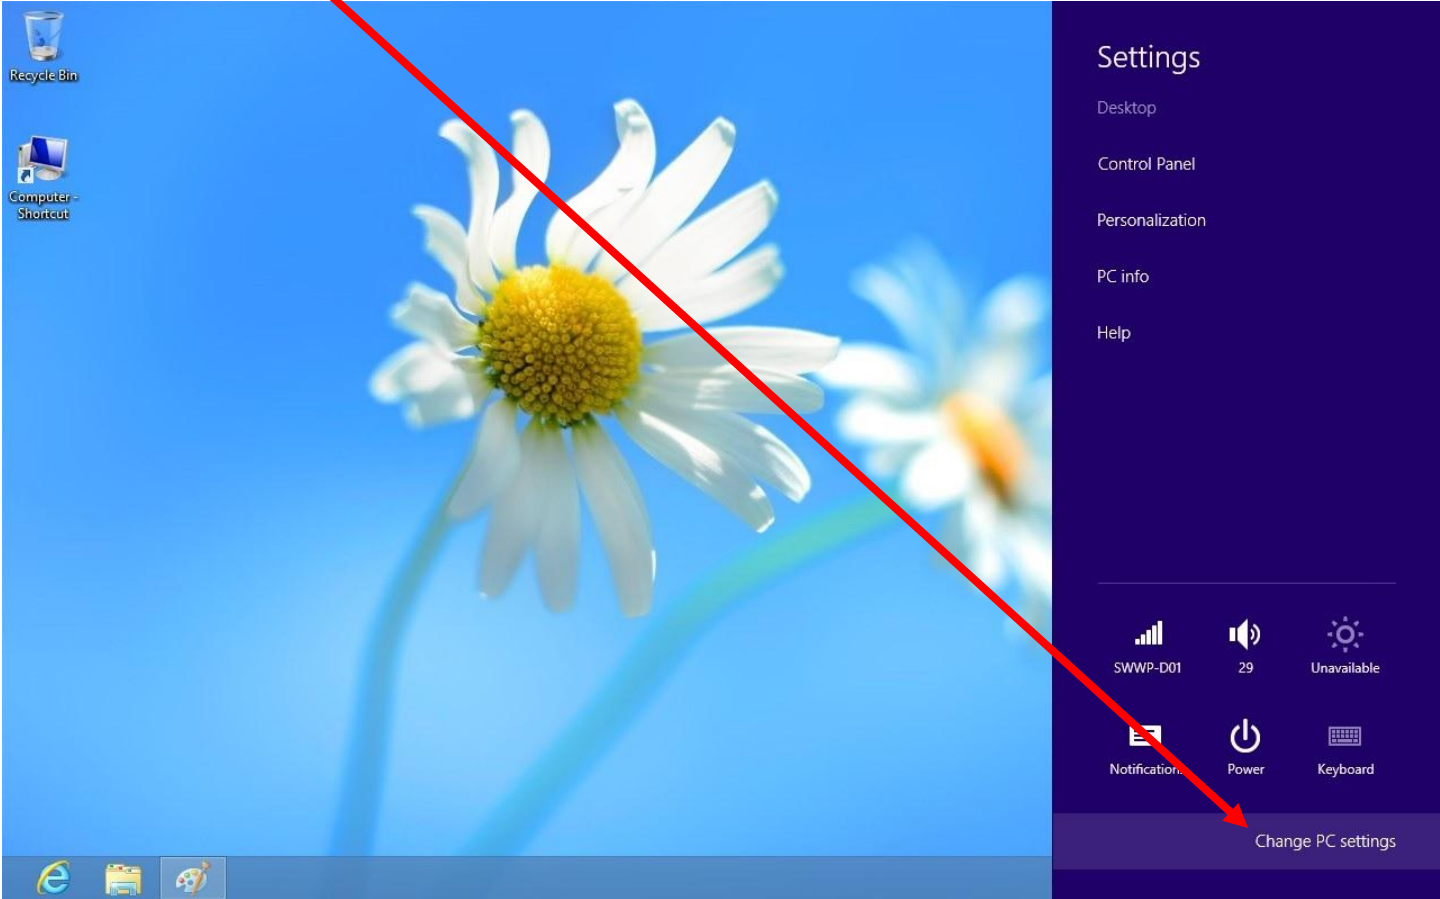 Recycle Bin
Computer -
Shortcut
Settings
Desktop
Control Panel
Personalization
PC info
Help
SWWP-D01
29
Unavailable
Notifications
Power
Keyboard
Change PC settings